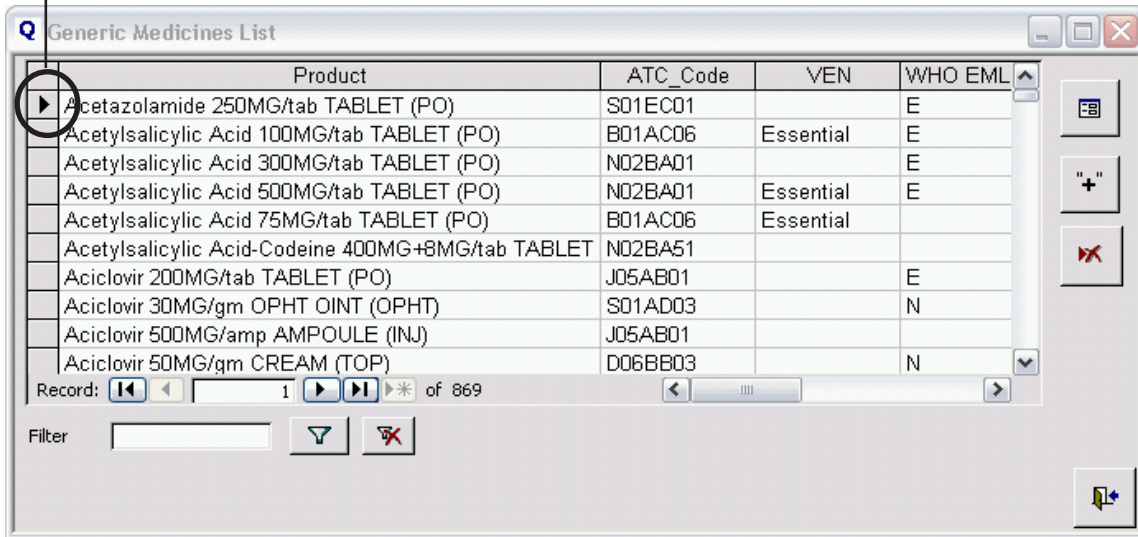 Q Generic Medicines List
Product ATC_Code VEN WHO EML
Acetazolamide 250MG/tab TABLET (PO) S01EC01 E
Acetylsalicylic Acid 100MG/tab TABLET (PO) B01AC06 Essential E
Acetylsalicylic Acid 300MG/tab TABLET (PO) N02BA01 E
Acetylsalicylic Acid 500MG/tab TABLET (PO) N02BA01 Essential E
Acetylsalicylic Acid 75MG/tab TABLET (PO) B01AC06 Essential
Acetylsalicylic Acid-Codeine 400MG+8MG/tab TABLET N02BA51
Aciclovir 200MG/tab TABLET (PO) J05AB01 E
Aciclovir 30MG/gm OPHT OINT (OPHT) S01AD03 N
Aciclovir 500MG/amp AMPOULE (INJ) J05AB01
Aciclovir 50MG/gm CREAM (TOP) D06BB03 N
Record: 1 of 869
Filter
"+"